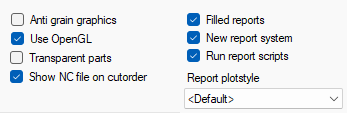 Anti grain graphics
Use OpenGL
Transparent parts
Show NC file on cutorder
Filled reports
New report system
Run report scripts
Report plotstyle
<Default>